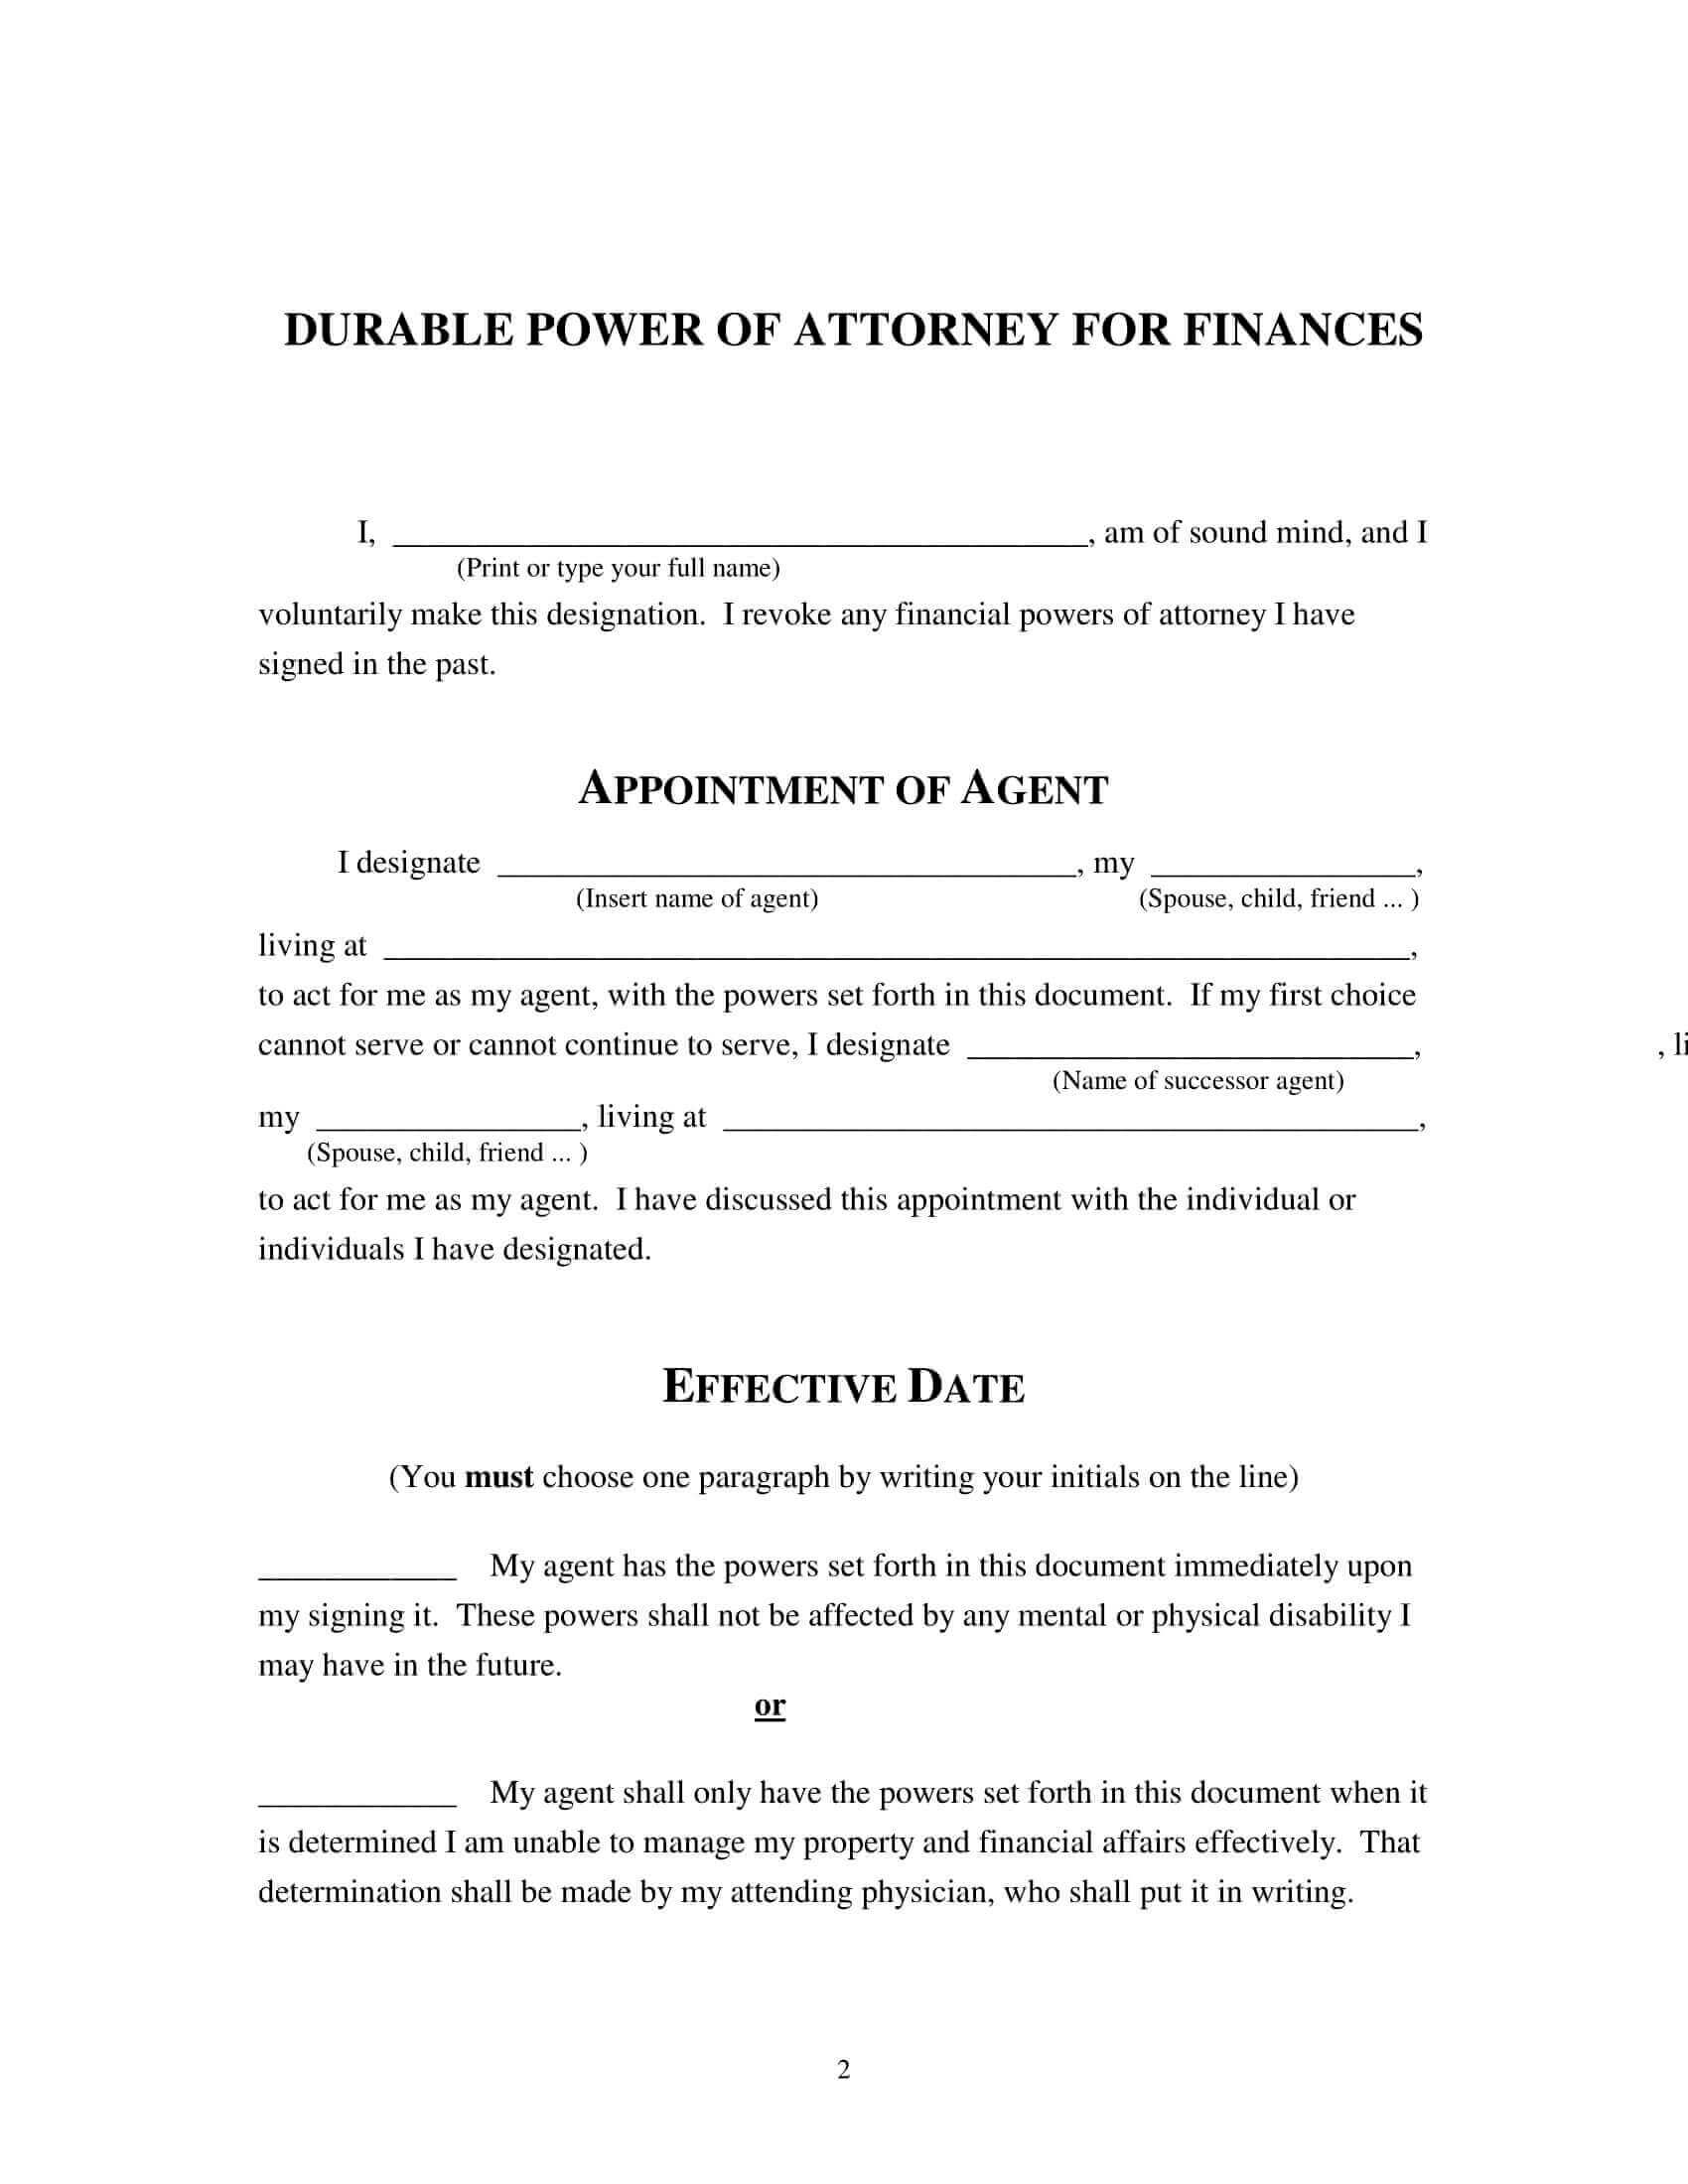 DURABLE POWER OF ATTORNEY FOR FINANCES
I, __________________________________________, am of sound mind, and I
(Print or type your full name)
voluntarily make this designation.  I revoke any financial powers of attorney I have
signed in the past.
APPOINTMENT OF AGENT
I designate ___________________________________, my ________________,
(Insert name of agent) (Spouse, child, friend ... )
living at ______________________________________________________________,
to act for me as my agent, with the powers set forth in this document.  If my first choice
cannot serve or cannot continue to serve, I designate ___________________________, , li
(Name of successor agent)
my ________________, living at __________________________________________,
(Spouse, child, friend ... )
to act for me as my agent.  I have discussed this appointment with the individual or
individuals I have designated.
EFFECTIVE DATE
(You must choose one paragraph by writing your initials on the line)
____________ My agent has the powers set forth in this document immediately upon
my signing it.  These powers shall not be affected by any mental or physical disability I
may have in the future.
or
____________ My agent shall only have the powers set forth in this document when it
is determined I am unable to manage my property and financial affairs effectively.  That
determination shall be made by my attending physician, who shall put it in writing.
2